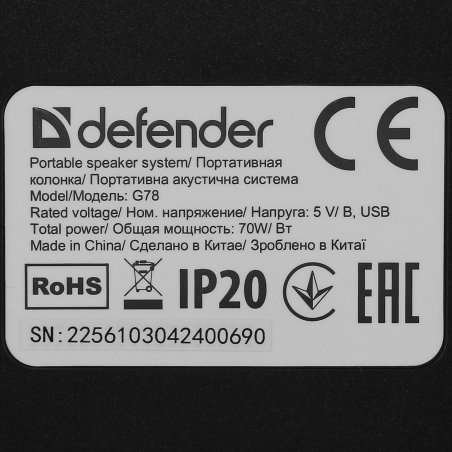 defender
CE
Portable speaker system/ Портативная
колонка/ Портативна акустична система
Model/Модель: G78
Rated voltage/ Ном. напряжение/ Напруга: 5 V/ В, USB
Total power/ Общая мощность: 70W/ Вт
Made in China/ Сделано в Китае/ Зроблено в Китаї
RoHS IP20 EAC
SN: 2256103042400690